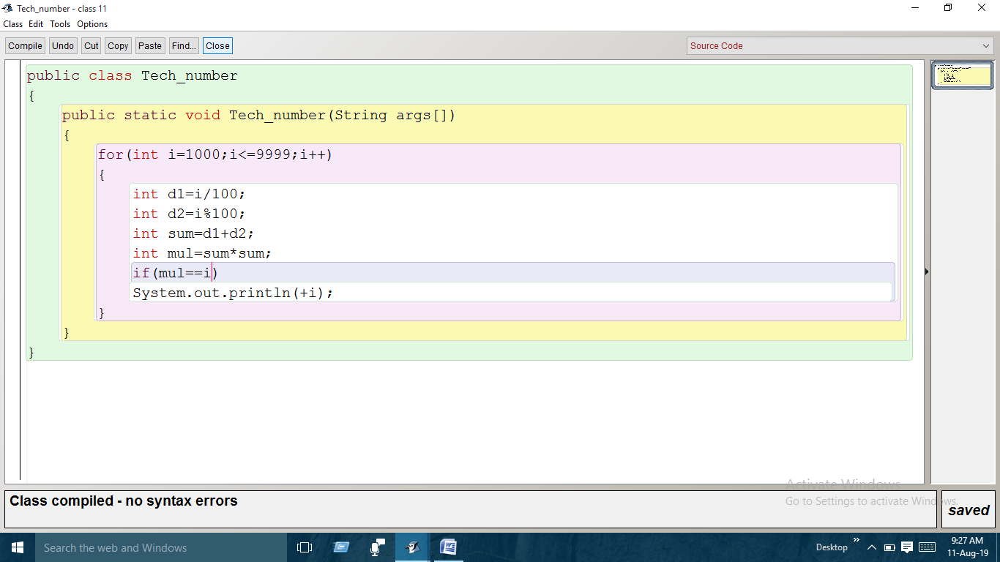 Tech_number - class 11
Class Edit Tools Options
Compile Undo Cut Copy Paste Find... Close Source Code
public class Tech_number
{
public static void Tech_number(String args[])
{
for(int i=1000;i<=9999;i++)
{
int d1=i/100;
int d2=i%100;
int sum=d1+d2;
int mul=sum*sum;
if(mul==i)
System.out.println(+i);
}
}
}
Activate Windows
Go to Settings to activate Windows.
Class compiled - no syntax errors
saved
Search the web and Windows
Desktop
9:27 AM
11-Aug-19